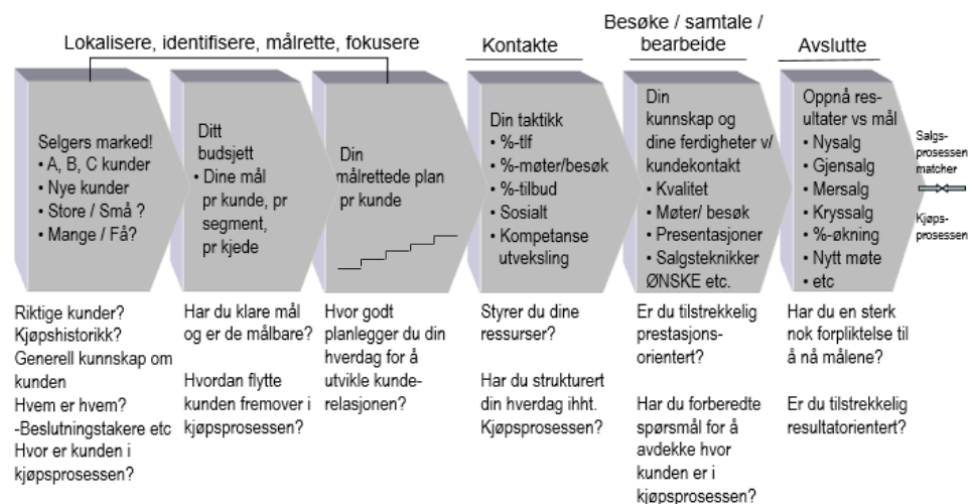 Lokalisere, identifisere, målrette, fokusere
Kontakte
Besøke / samtale /
bearbeide
Avslutte
Selgers marked!
• A, B, C kunder
• Nye kunder
• Store / Små ?
• Mange / Få?
Ditt
budsjett
• Dine mål
pr kunde, pr
segment,
pr kjede
Din
målrettede plan
pr kunde
Din taktikk
• %-tlf
• %-møter/besøk
• %-tilbud
• Sosialt
• Kompetanse
utveksling
Din
kunnskap og
dine ferdigheter v/
kundekontakt
• Kvalitet
• Møter/ besøk
• Presentasjoner
• Salgsteknikker
ØNSKE etc.
Oppnå res-
ultater vs mål
• Nysalg
• Gjensalg
• Mersalg
• Kryssalg
• %-økning
• Nytt møte
• etc
Salgs-
prosessen
matcher
Kjøps-
prosessen
Riktige kunder?
Kjøpshistorikk?
Generell kunnskap om
kunden
Hvem er hvem?
-Beslutningstakere etc
Hvor er kunden i
kjøpsprosessen?
Har du klare mål
og er de målbare?
Hvordan flytte
kunden fremover i
kjøpsprosessen?
Hvor godt
planlegger du din
hverdag for å
utvikle kunde-
relasjonen?
Styrer du dine
ressurser?
Har du strukturert
din hverdag ihht.
Kjøpsprosessen?
Er du tilstrekkelig
prestasjons-
orientert?
Har du forberedte
spørsmål for å
avdekke hvor
kunden er i
kjøpsprosessen?
Har du en sterk
nok forpliktelse til
å nå målene?
Er du tilstrekkelig
resultatorientert?